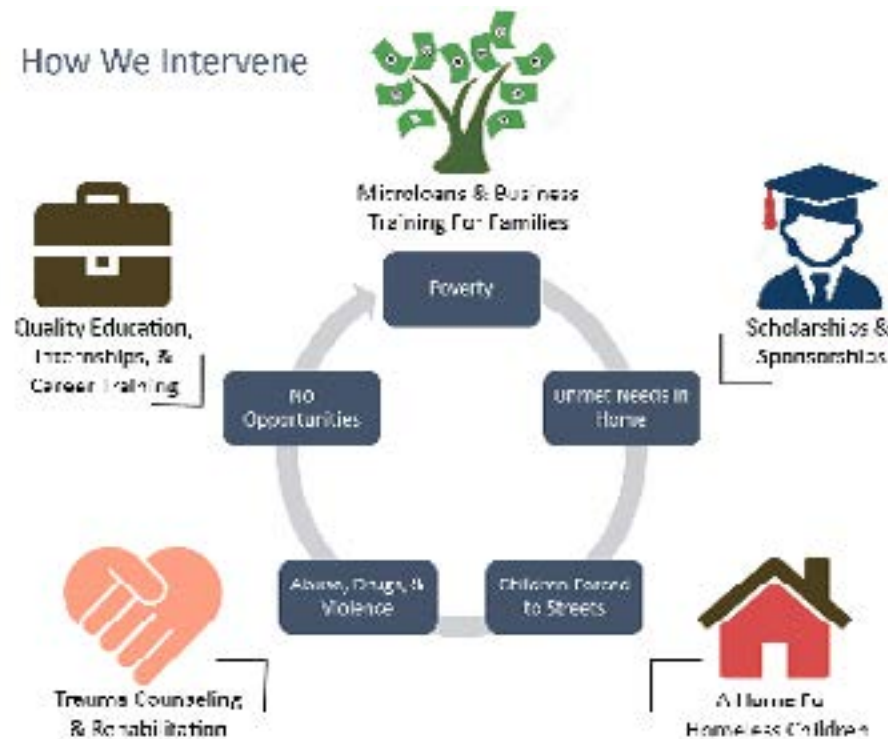 How We Intervene
Microloans & Business
Training For Families
Quality Education,
Internships, &
Career Training
Scholarships &
Sponsorships
Poverty
No
Opportunities
Unmet Needs in
Home
Abuse, Drugs, &
Violence
Children Forced
to Streets
Trauma Counseling
& Rehabilitation
A Home For
Homeless Children